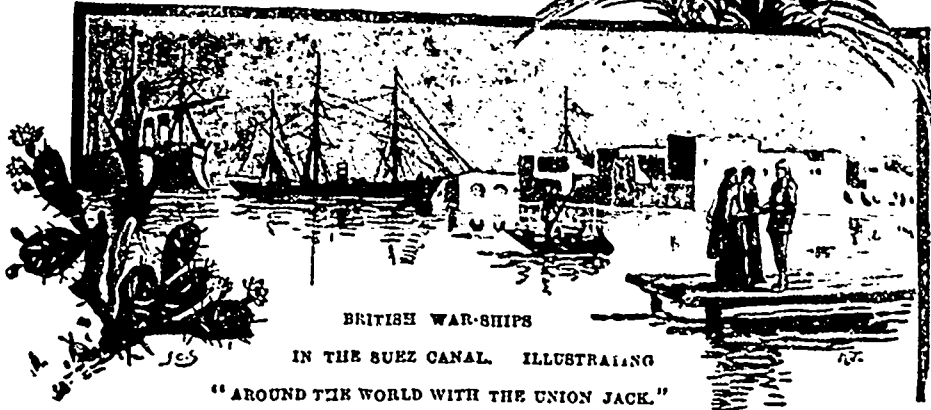 BRITISH WAR-SHIPS
IN THE SUEZ CANAL. ILLUSTRATING
"AROUND THE WORLD WITH THE UNION JACK."
J.C.S